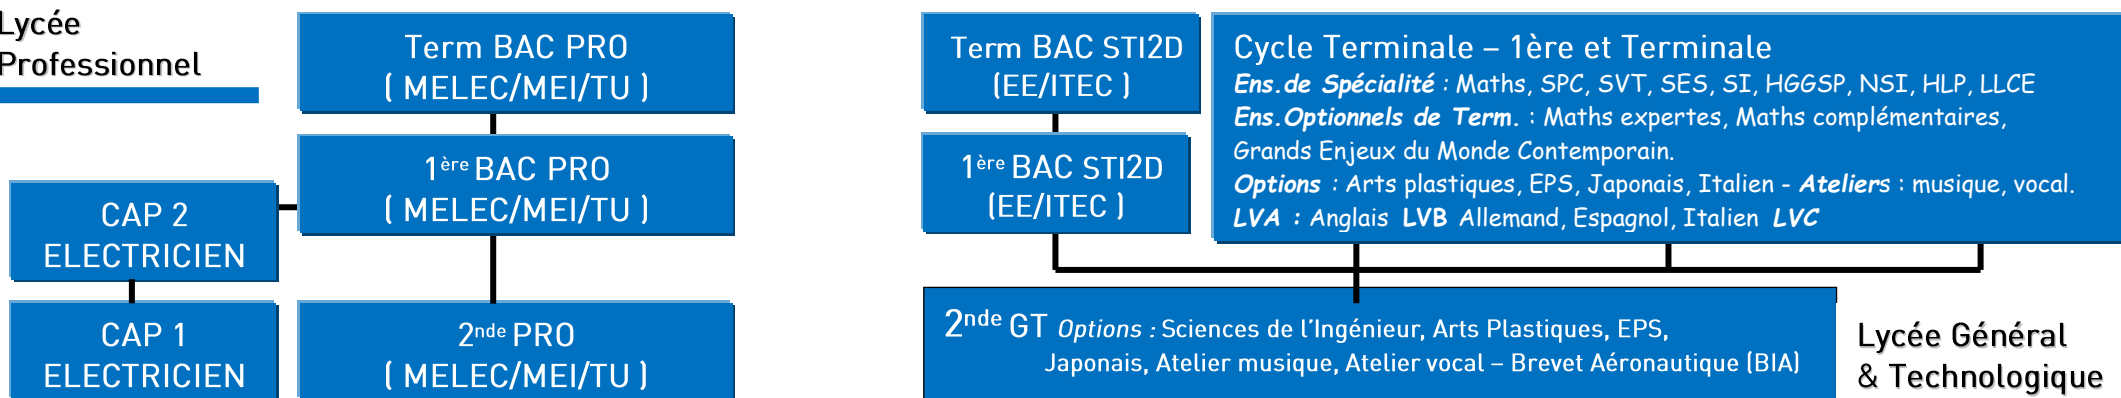 Lycée
Professionnel
Term BAC PRO
( MELEC/MEI/TU )
1ère BAC PRO
( MELEC/MEI/TU )
CAP 2
ELECTRICIEN
CAP 1
ELECTRICIEN
2nde PRO
( MELEC/MEI/TU )
Term BAC STI2D
(EE/ITEC )
1ère BAC STI2D
(EE/ITEC )
Cycle Terminale – 1ère et Terminale
Ens.de Spécialité : Maths, SPC, SVT, SES, SI, HGGSP, NSI, HLP, LLCE
Ens.Optionnels de Term. : Maths expertes, Maths complémentaires,
Grands Enjeux du Monde Contemporain.
Options : Arts plastiques, EPS, Japonais, Italien - Ateliers : musique, vocal.
LVA : Anglais LVB Allemand, Espagnol, Italien LVC
2nde GT Options : Sciences de l'Ingénieur, Arts Plastiques, EPS,
Japonais, Atelier musique, Atelier vocal – Brevet Aéronautique (BIA)
Lycée Général
& Technologique